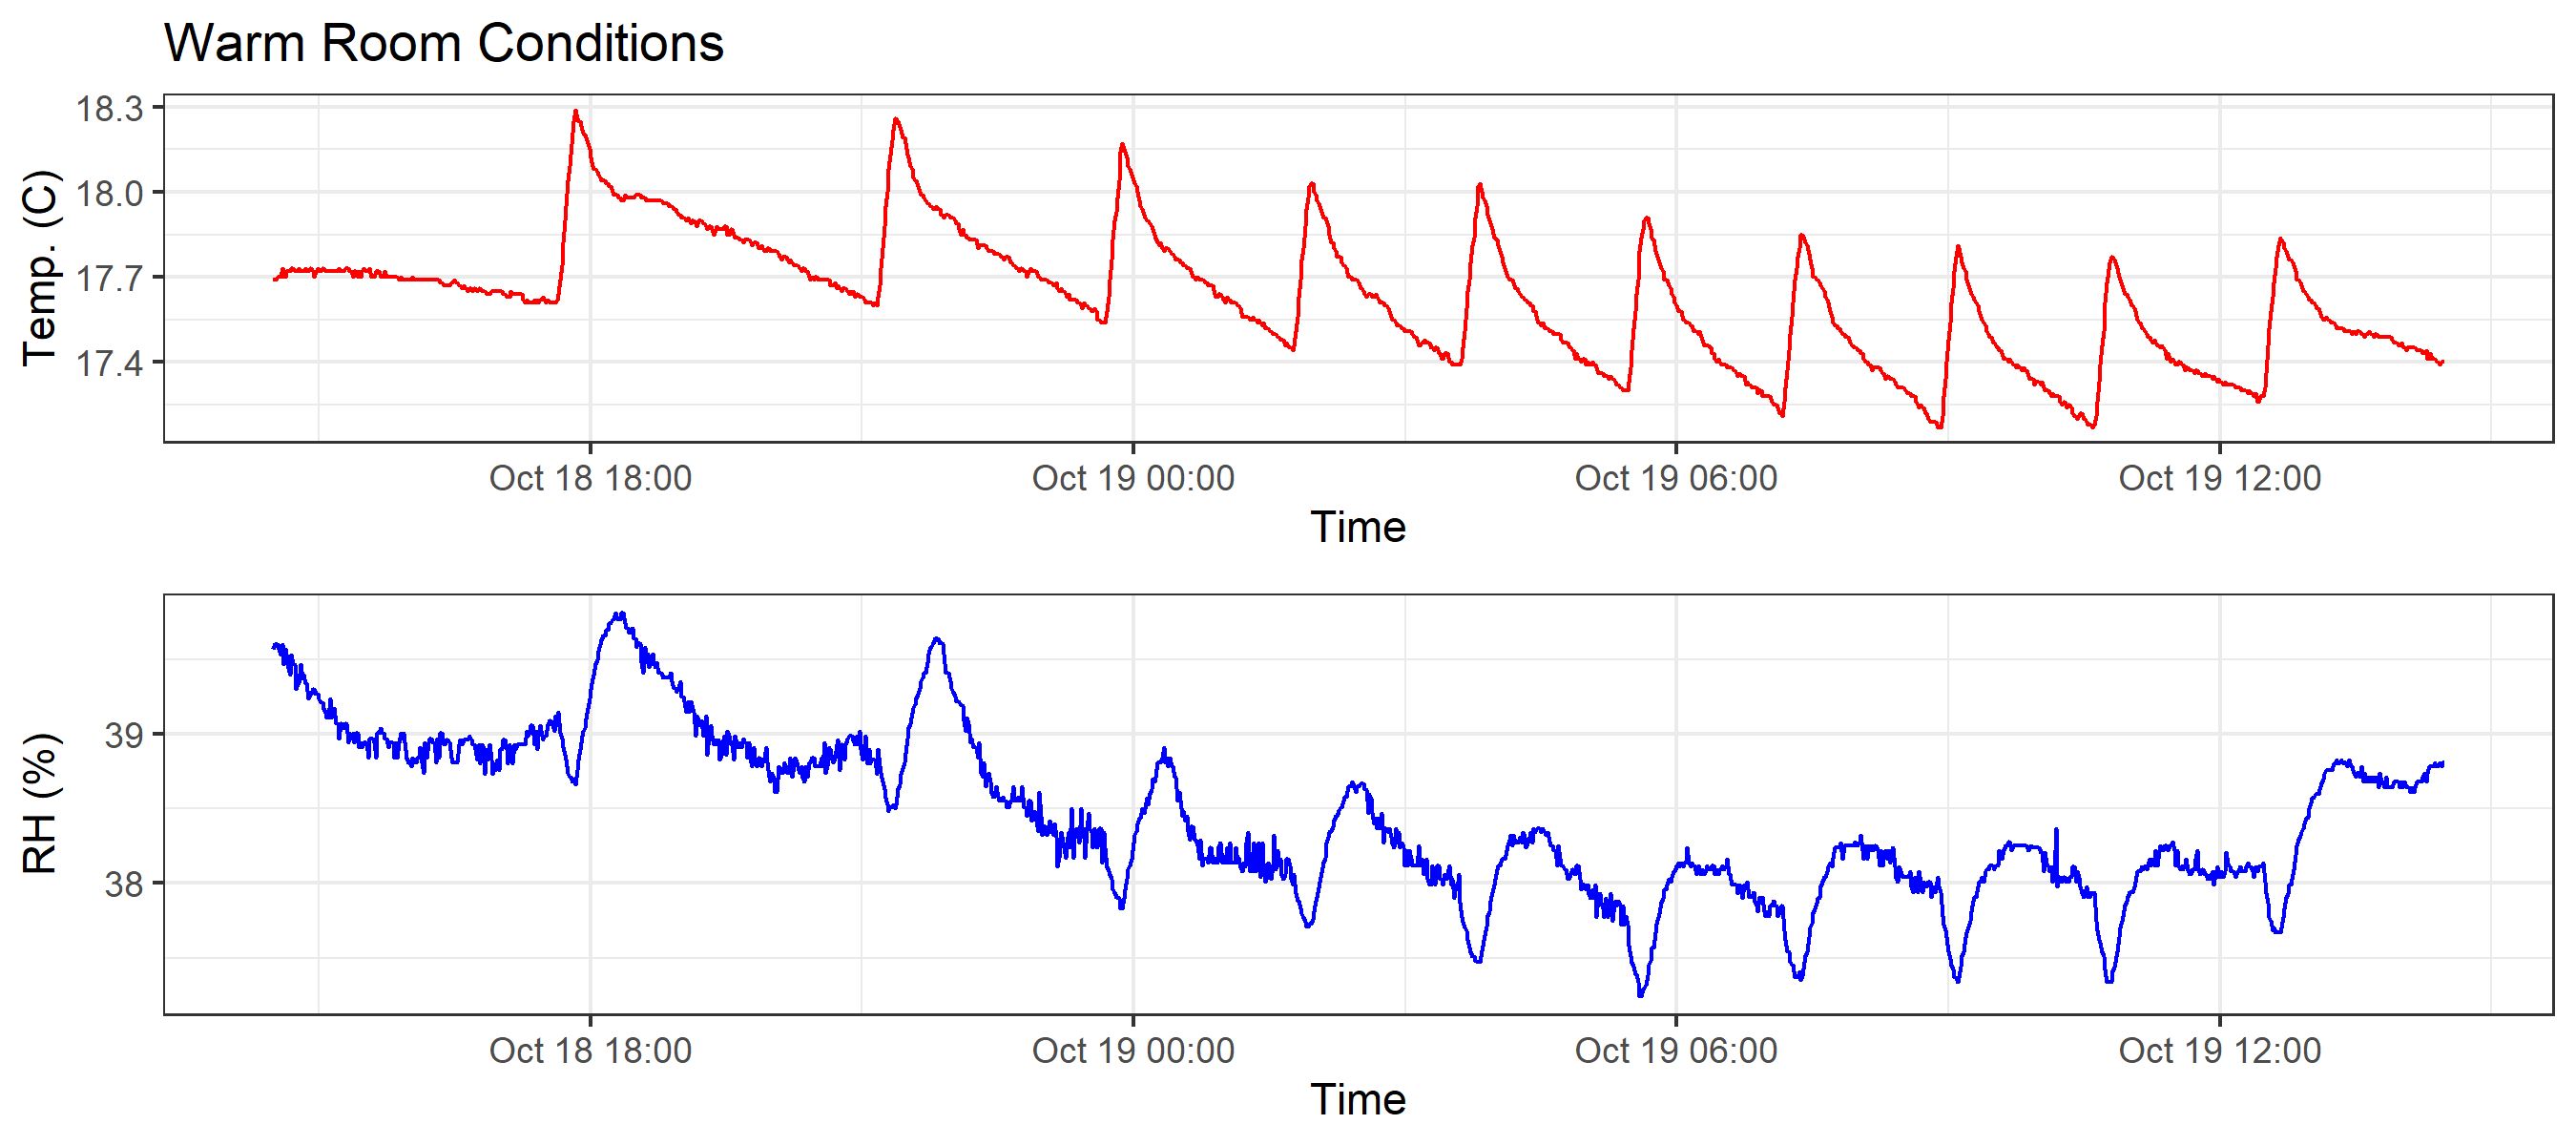 Warm Room Conditions
Temp. (C)
18.3
18.0
17.7
17.4
Oct 18 18:00 Oct 19 00:00 Oct 19 06:00 Oct 19 12:00
Time
RH (%)
39
38
Oct 18 18:00 Oct 19 00:00 Oct 19 06:00 Oct 19 12:00
Time